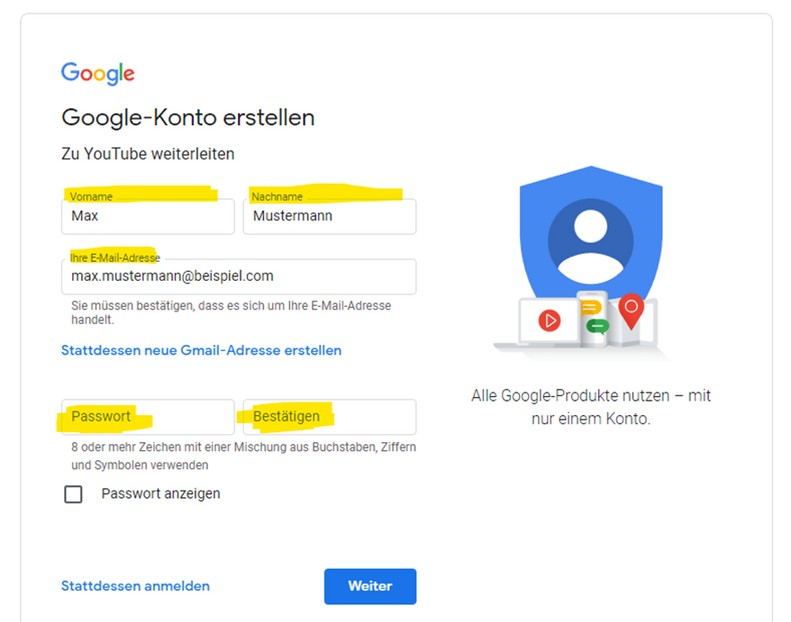 Google
Google-Konto erstellen
Zu YouTube weiterleiten
Vorname
Max
Nachname
Mustermann
Ihre E-Mail-Adresse
max.mustermann@beispiel.com
Sie müssen bestätigen, dass es sich um Ihre E-Mail-Adresse
handelt.
Stattdessen neue Gmail-Adresse erstellen
Passwort
Bestätigen
8 oder mehr Zeichen mit einer Mischung aus Buchstaben, Ziffern
und Symbolen verwenden
Passwort anzeigen
Stattdessen anmelden
Weiter
Alle Google-Produkte nutzen – mit
nur einem Konto.